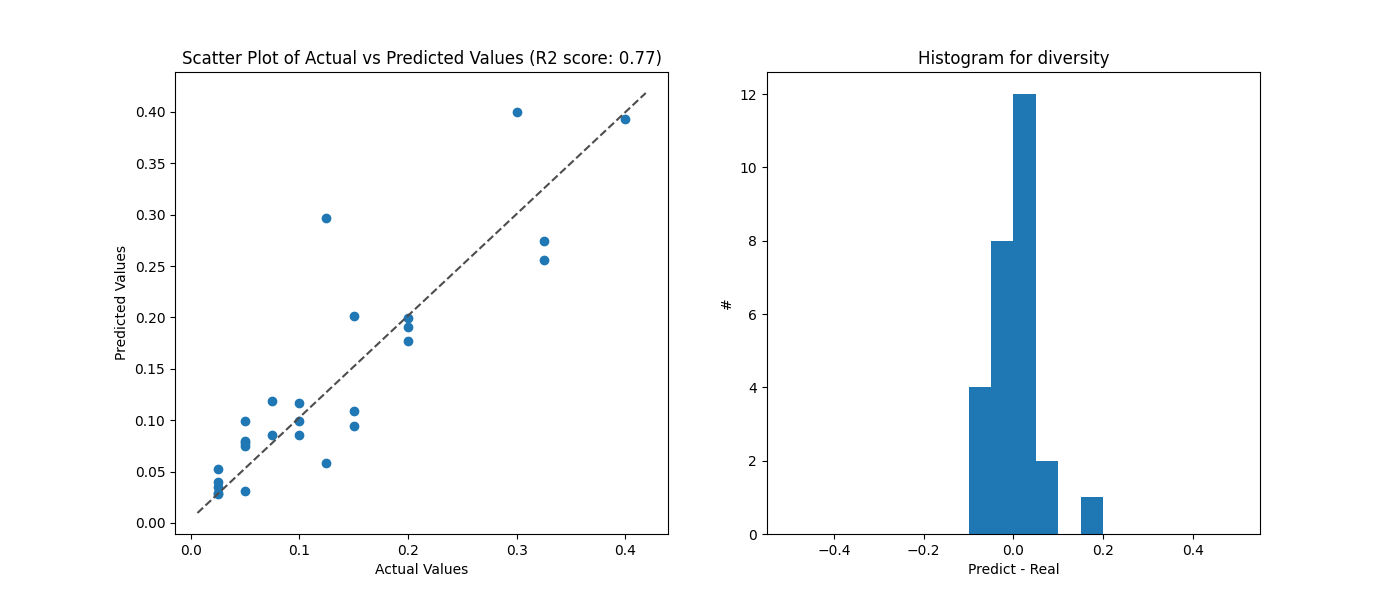 Scatter Plot of Actual vs Predicted Values (R2 score: 0.77)
Predicted Values
0.40
0.35
0.30
0.25
0.20
0.15
0.10
0.05
0.00
0.0 0.1 0.2 0.3 0.4
Actual Values
Histogram for diversity
#
12
10
8
6
4
2
0
−0.4 −0.2 0.0 0.2 0.4
Predict - Real